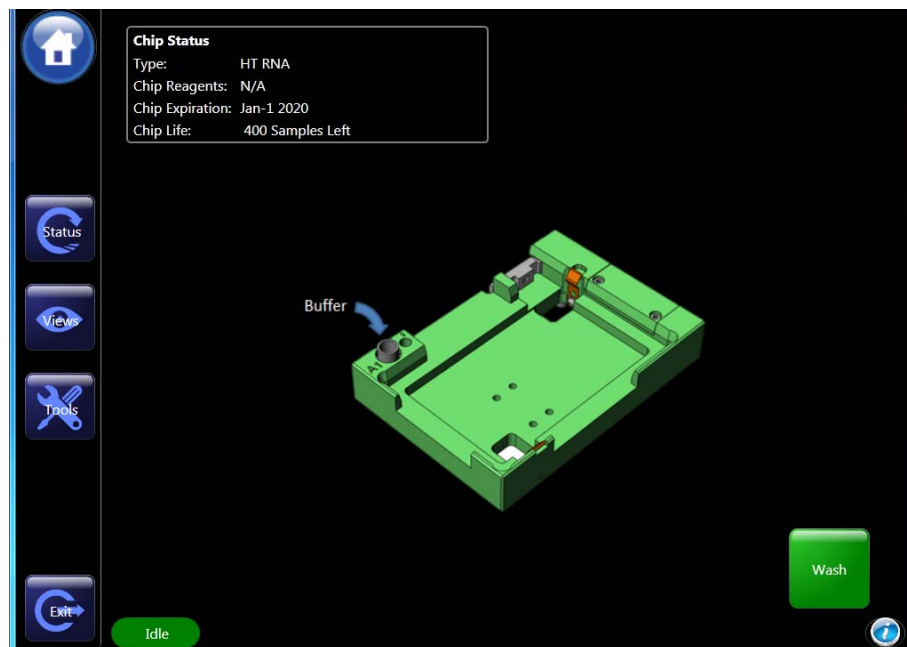 Chip Status
Type: HT RNA
Chip Reagents: N/A
Chip Expiration: Jan-1 2020
Chip Life: 400 Samples Left
Status
Buffer
Views
A1
Tools
Wash
Exit
Idle
i